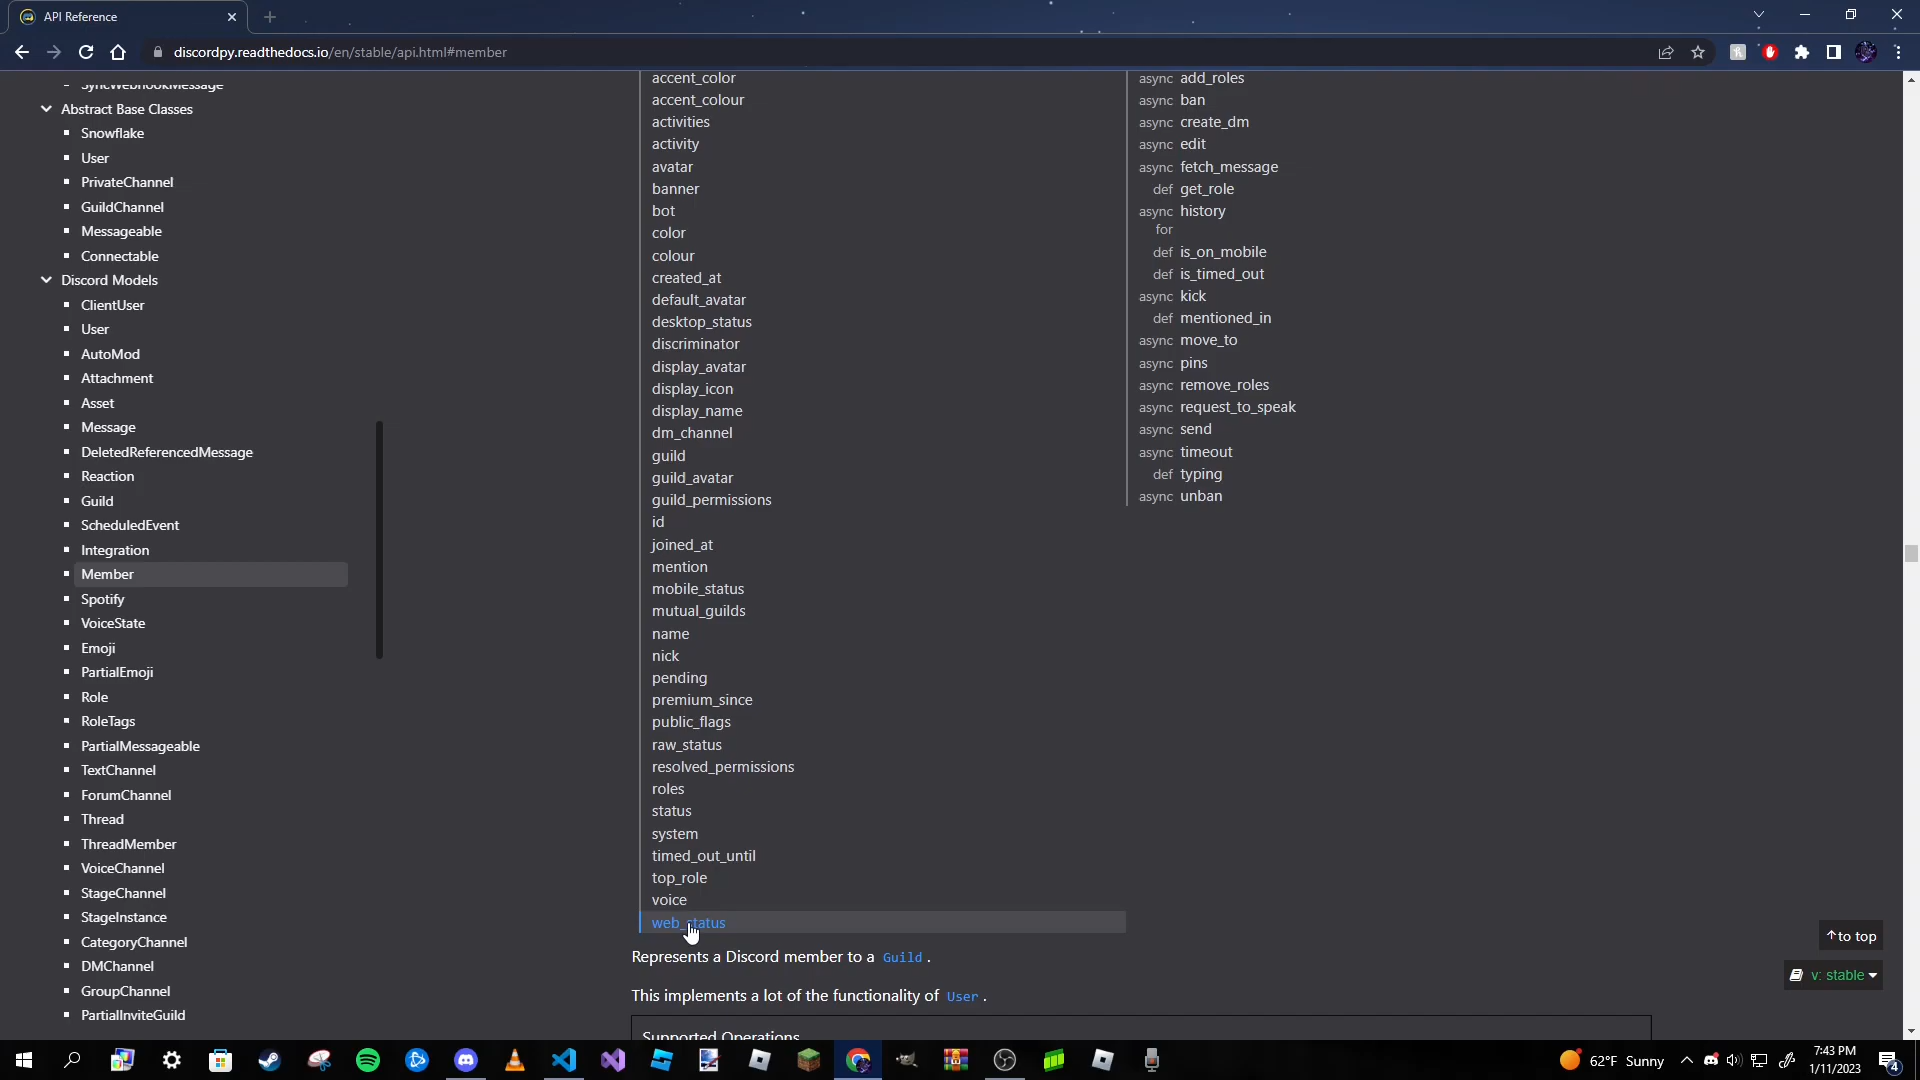 API Reference
discordpy.readthedocs.io/en/stable/api.html#member
SyncWebhookMessage
Abstract Base Classes
Snowflake
User
PrivateChannel
GuildChannel
Messageable
Connectable
Discord Models
ClientUser
User
AutoMod
Attachment
Asset
Message
DeletedReferencedMessage
Reaction
Guild
ScheduledEvent
Integration
Member
Spotify
VoiceState
Emoji
PartialEmoji
Role
RoleTags
PartialMessageable
TextChannel
ForumChannel
Thread
ThreadMember
VoiceChannel
StageChannel
StageInstance
CategoryChannel
DMChannel
GroupChannel
PartialInviteGuild
accent_color
accent_colour
activities
activity
avatar
banner
bot
color
colour
created_at
default_avatar
desktop_status
discriminator
display_avatar
display_icon
display_name
dm_channel
guild
guild_avatar
guild_permissions
id
joined_at
mention
mobile_status
mutual_guilds
name
nick
pending
premium_since
public_flags
raw_status
resolved_permissions
roles
status
system
timed_out_until
top_role
voice
web_status
async add_roles
async ban
async create_dm
async edit
async fetch_message
def get_role
async history
for
def is_on_mobile
def is_timed_out
async kick
def mentioned_in
async move_to
async pins
async remove_roles
async request_to_speak
async send
async timeout
def typing
async unban
Represents a Discord member to a Guild.
This implements a lot of the functionality of User.
Supported Operations
↑to top
v: stable
62°F Sunny
7:43 PM
1/11/2023
4